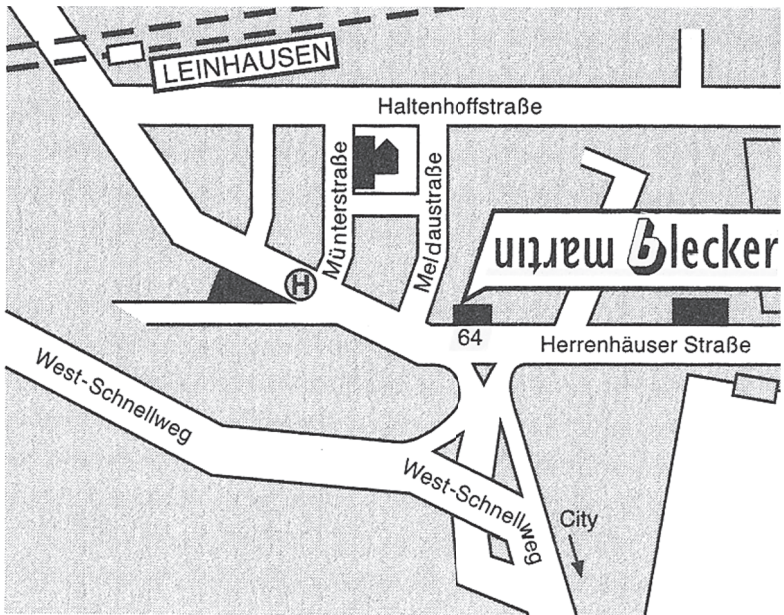 LEINHAUSEN
Haltenhoffstraße
Münterstraße
Meldaustraße
H
martin blecker
64
Herrenhäuser Straße
West-Schnellweg
West-Schnellweg
City